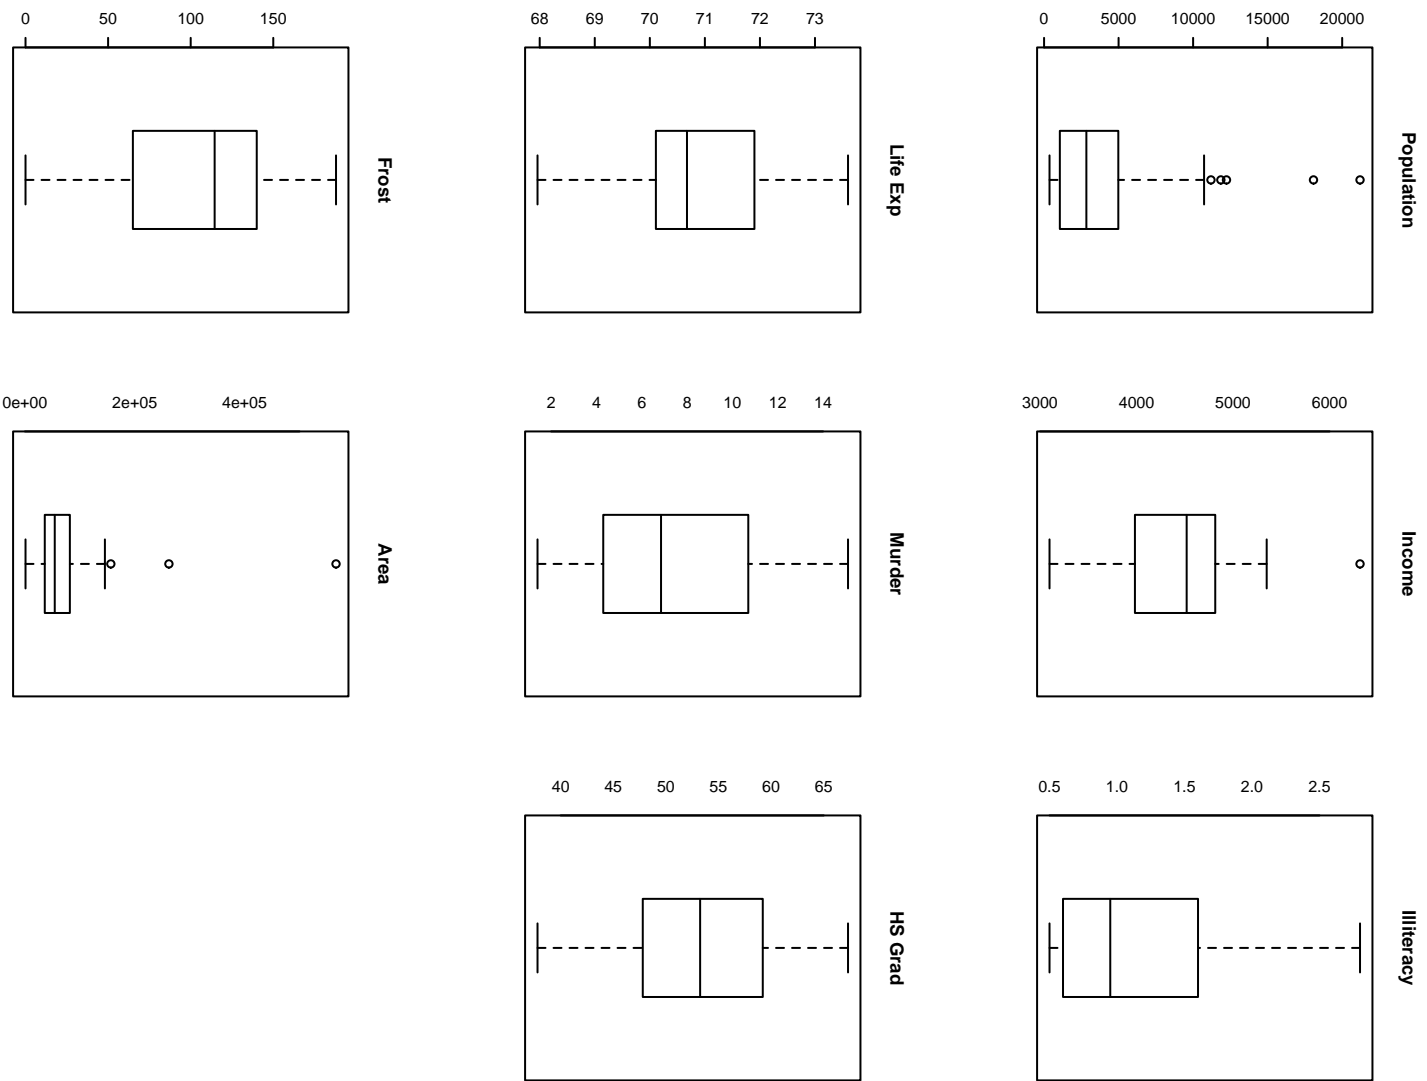 0 50 100 150
Frost
68 69 70 71 72 73
Life Exp
0 5000 10000 15000 20000
Population
0e+00 2e+05 4e+05
Area
2 4 6 8 10 12 14
Murder
3000 4000 5000 6000
Income
40 45 50 55 60 65
HS Grad
0.5 1.0 1.5 2.0 2.5
Illiteracy